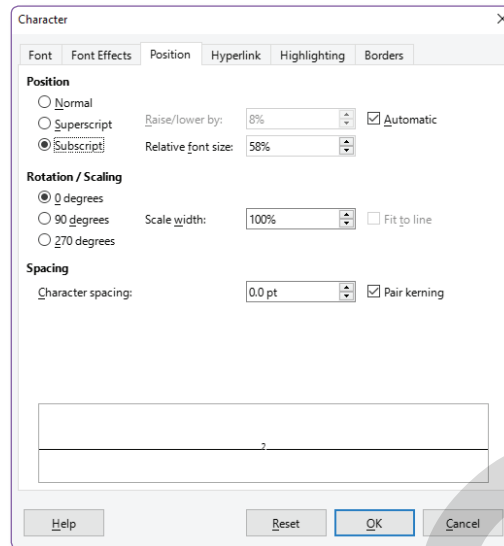 Character
Font Font Effects Position Hyperlink Highlighting Borders
Position
Normal
Superscript Raise/lower by: 8% Automatic
Subscript Relative font size: 58%
Rotation / Scaling
0 degrees
90 degrees Scale width: 100% Fit to line
270 degrees
Spacing
Character spacing: 0.0 pt Pair kerning
2
Help Reset OK Cancel